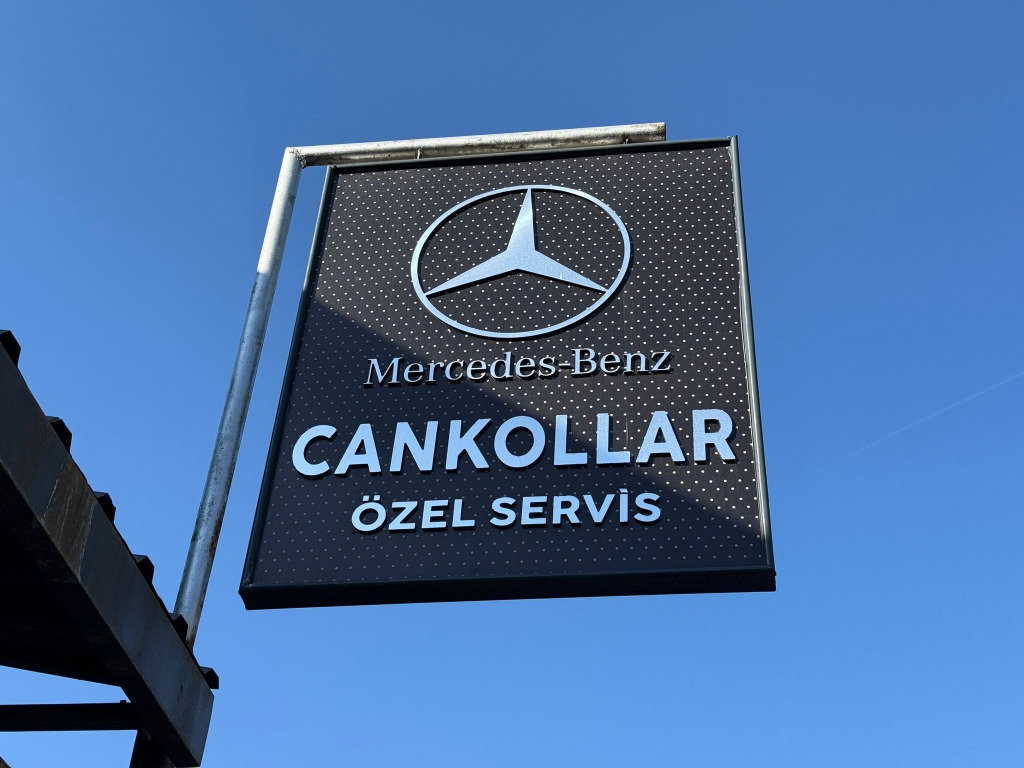 Mercedes-Benz
CANKOLLAR
ÖZEL SERVİS